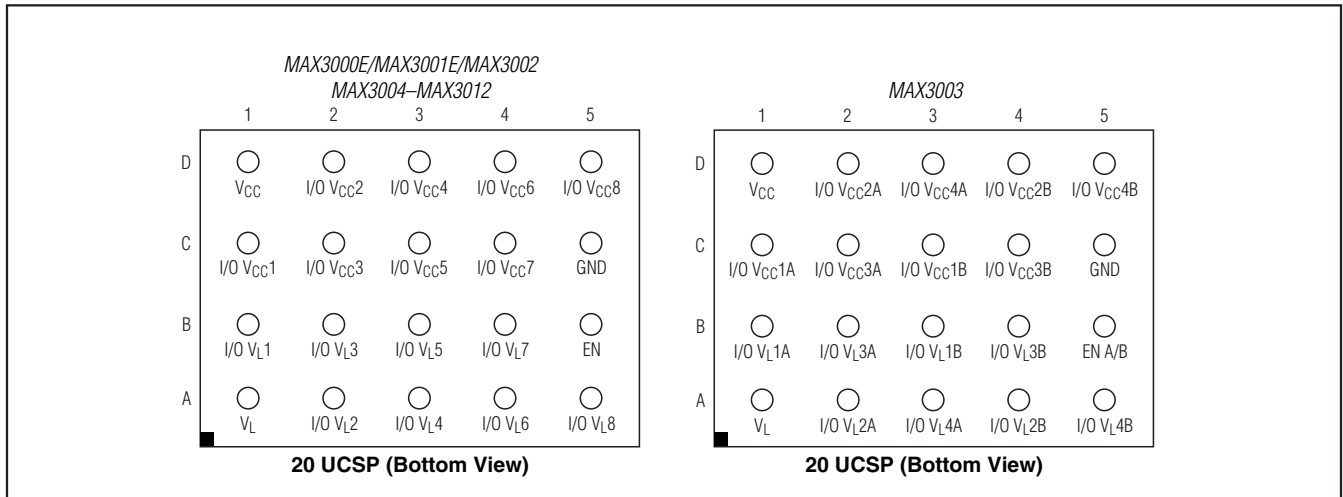 MAX3000E/MAX3001E/MAX3002
MAX3004–MAX3012
1 2 3 4 5
D
VCC I/O VCC2 I/O VCC4 I/O VCC6 I/O VCC8
C
I/O VCC1 I/O VCC3 I/O VCC5 I/O VCC7 GND
B
I/O VL1 I/O VL3 I/O VL5 I/O VL7 EN
A
VL I/O VL2 I/O VL4 I/O VL6 I/O VL8
20 UCSP (Bottom View)
MAX3003
1 2 3 4 5
D
VCC I/O VCC2A I/O VCC4A I/O VCC2B I/O VCC4B
C
I/O VCC1A I/O VCC3A I/O VCC1B I/O VCC3B GND
B
I/O VL1A I/O VL3A I/O VL1B I/O VL3B EN A/B
A
VL I/O VL2A I/O VL4A I/O VL2B I/O VL4B
20 UCSP (Bottom View)